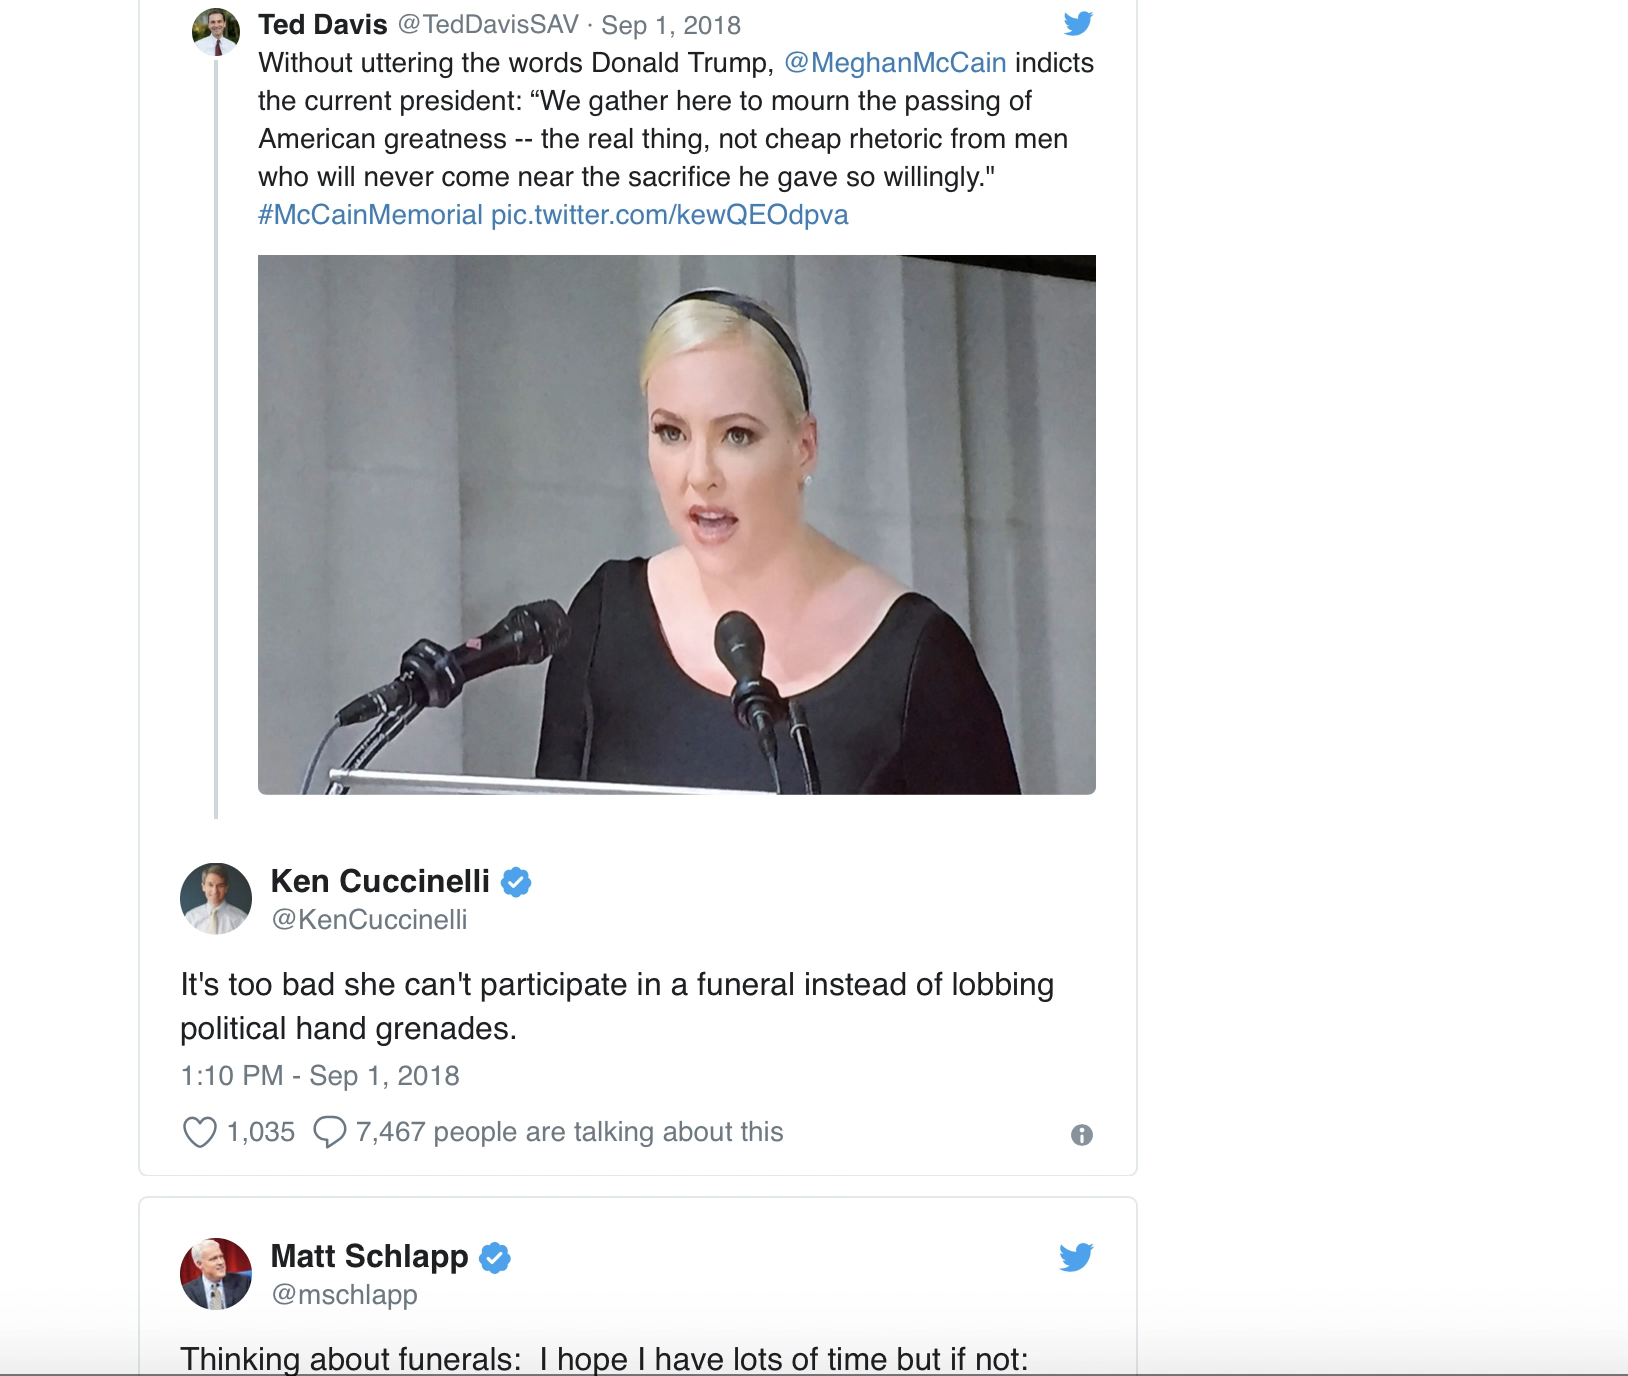 Ted Davis @TedDavisSAV · Sep 1, 2018
Without uttering the words Donald Trump, @MeghanMcCain indicts
the current president: “We gather here to mourn the passing of
American greatness -- the real thing, not cheap rhetoric from men
who will never come near the sacrifice he gave so willingly."
#McCainMemorial pic.twitter.com/kewQEOdpva
Ken Cuccinelli
@KenCuccinelli
It's too bad she can't participate in a funeral instead of lobbing
political hand grenades.
1:10 PM - Sep 1, 2018
1,035 7,467 people are talking about this
Matt Schlapp
@mschlapp
Thinking about funerals:  I hope I have lots of time but if not: